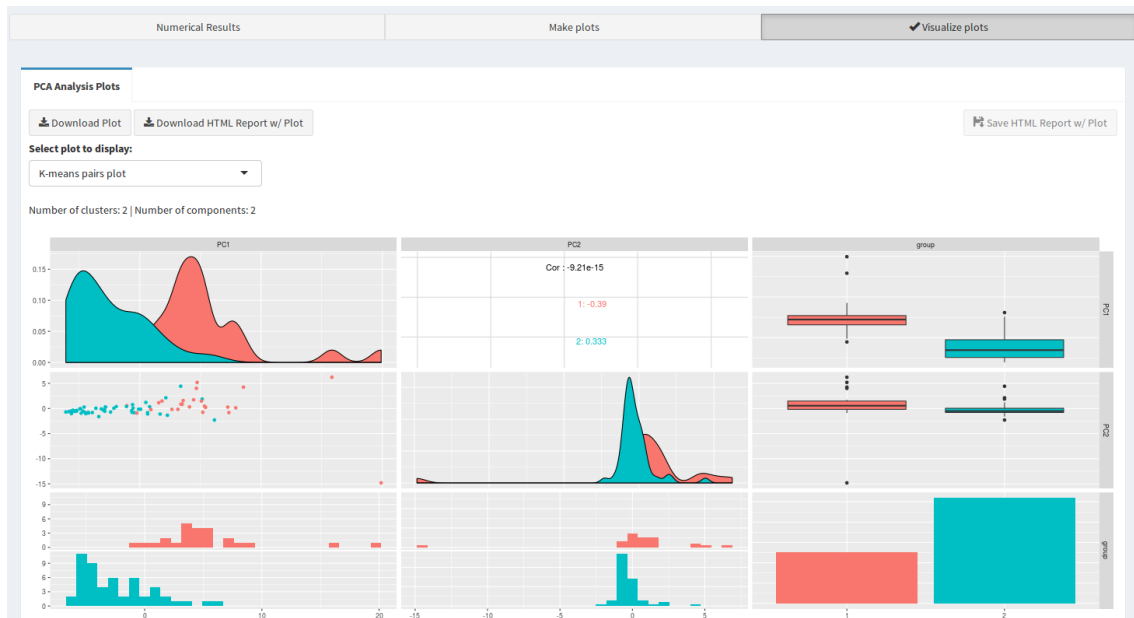 Numerical Results Make plots Visualize plots
PCA Analysis Plots
Download Plot Download HTML Report w/ Plot Save HTML Report w/ Plot
Select plot to display:
K-means pairs plot
Number of clusters: 2 | Number of components: 2
PC1 PC2 group
0.15
0.10
0.05
0.00
Cor : -9.21e-15
1: -0.39
2: 0.333
PC1
5
0
-5
-10
-15
PC2
9
6
3
0
9
6
3
0
group
0 10 20 -15 -10 -5 0 5 1 2